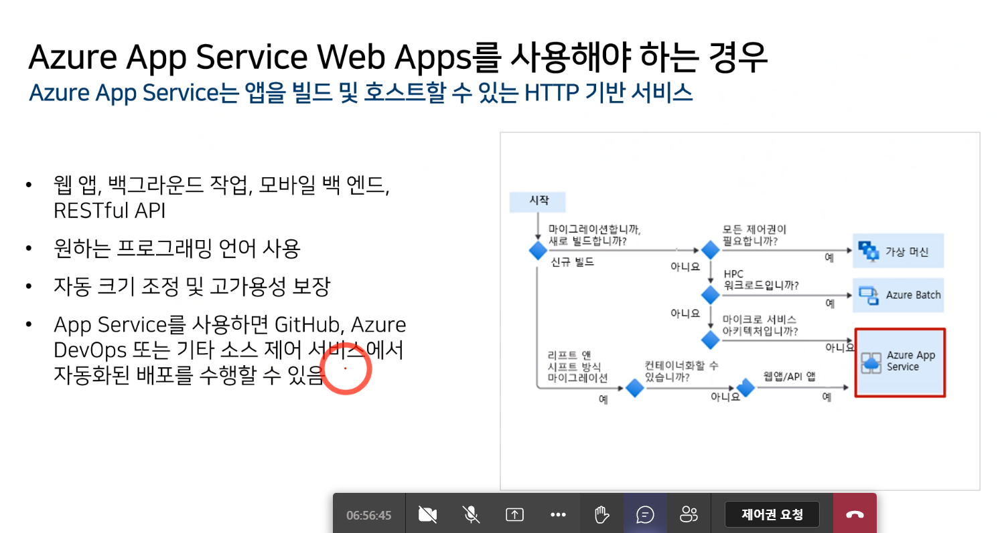 Azure App Service Web Apps를 사용해야 하는 경우
Azure App Service는 앱을 빌드 및 호스트할 수 있는 HTTP 기반 서비스
• 웹 앱, 백그라운드 작업, 모바일 백 엔드,
RESTful API
• 원하는 프로그래밍 언어 사용
• 자동 크기 조정 및 고가용성 보장
• App Service를 사용하면 GitHub, Azure
DevOps 또는 기타 소스 제어 서비스에서
자동화된 배포를 수행할 수 있음
시작
마이그레이션합니까,
새로 빌드합니까?
신규 빌드
모든 제어권이
필요합니까?
예
아니요
가상 머신
HPC
워크로드입니까?
예
아니요
Azure Batch
마이크로 서비스
아키텍처입니까?
아니요
Azure App
Service
리프트 앤
시프트 방식
마이그레이션
예
컨테이너화할 수
있습니까?
아니요
웹앱/API 앱
예
06:56:45
제어권 요청